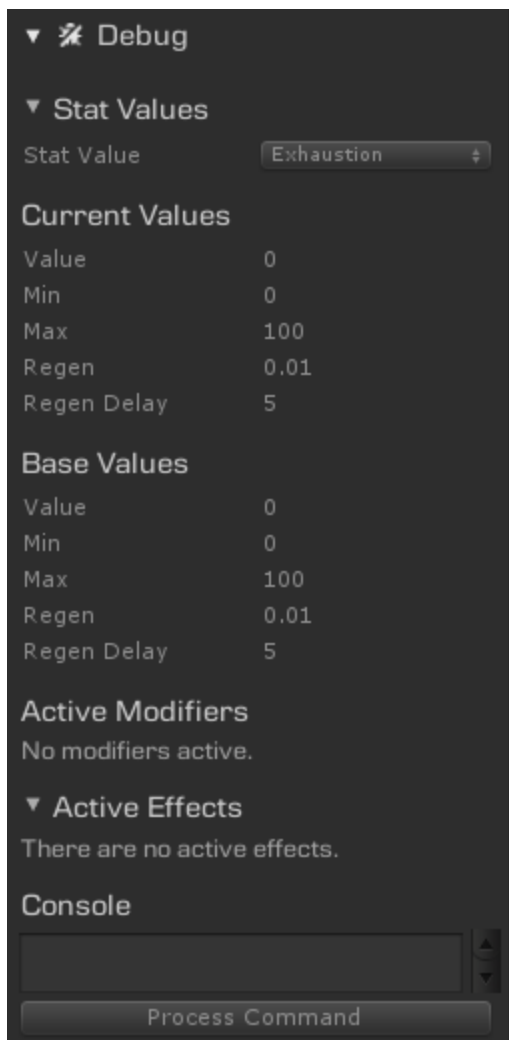 Debug
Stat Values
Stat Value Exhaustion
Current Values
Value 0
Min 0
Max 100
Regen 0.01
Regen Delay 5
Base Values
Value 0
Min 0
Max 100
Regen 0.01
Regen Delay 5
Active Modifiers
No modifiers active.
Active Effects
There are no active effects.
Console
Process Command